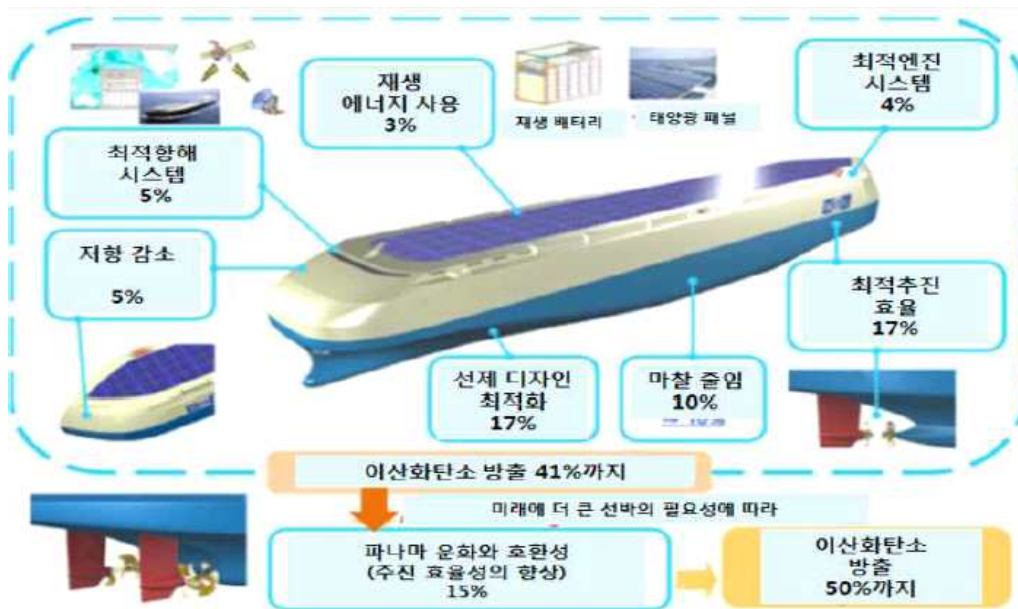 재생
에너지 사용
3%
재생 배터리
태양광 패널
최적엔진
시스템
4%
최적항해
시스템
5%
저항 감소
5%
최적추진
효율
17%
선제 디자인
최적화
17%
마찰 줄임
10%
이산화탄소 방출 41%까지
미래에 더 큰 선바의 필요성에 따라
파나마 운화와 호환성
(추진 효율성의 향상)
15%
이산화탄소
방출
50%까지